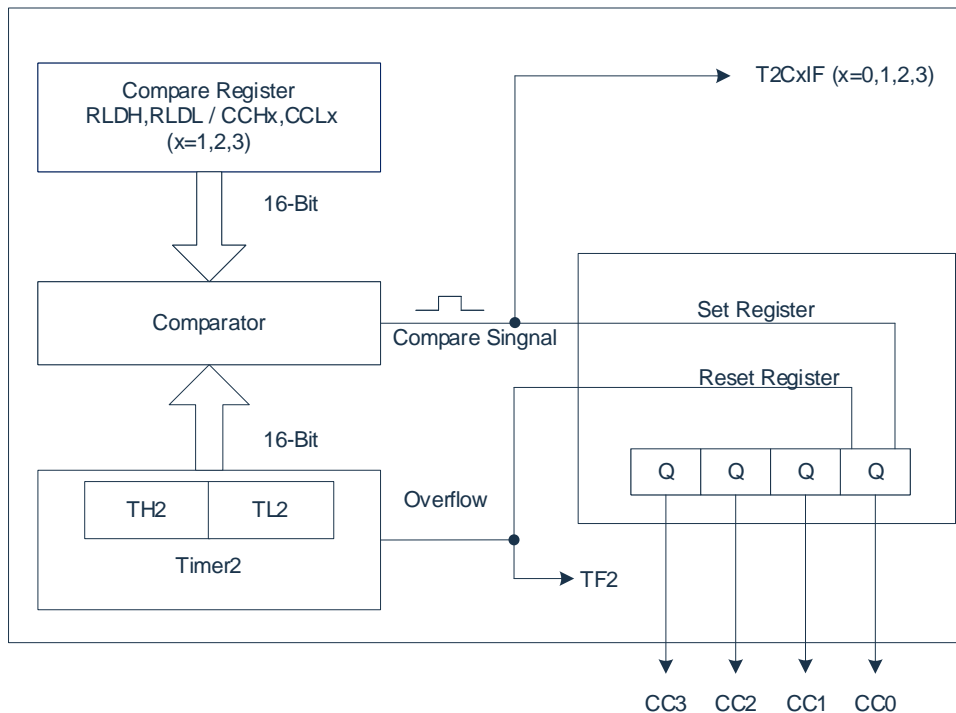 Compare Register
RLDH,RLDL / CCHx,CCLx
(x=1,2,3)
T2CxIF (x=0,1,2,3)
16-Bit
Comparator
Compare Singnal
Set Register
Reset Register
16-Bit
Q Q Q Q
TH2 TL2
Overflow
Timer2
TF2
CC3 CC2 CC1 CC0